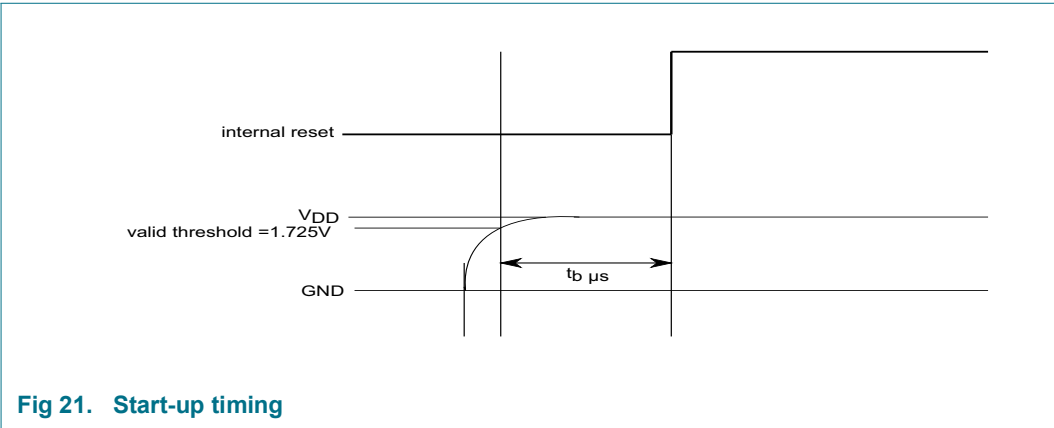 internal reset
VDD
valid threshold =1.725V
tb µs
GND
Fig 21. Start-up timing